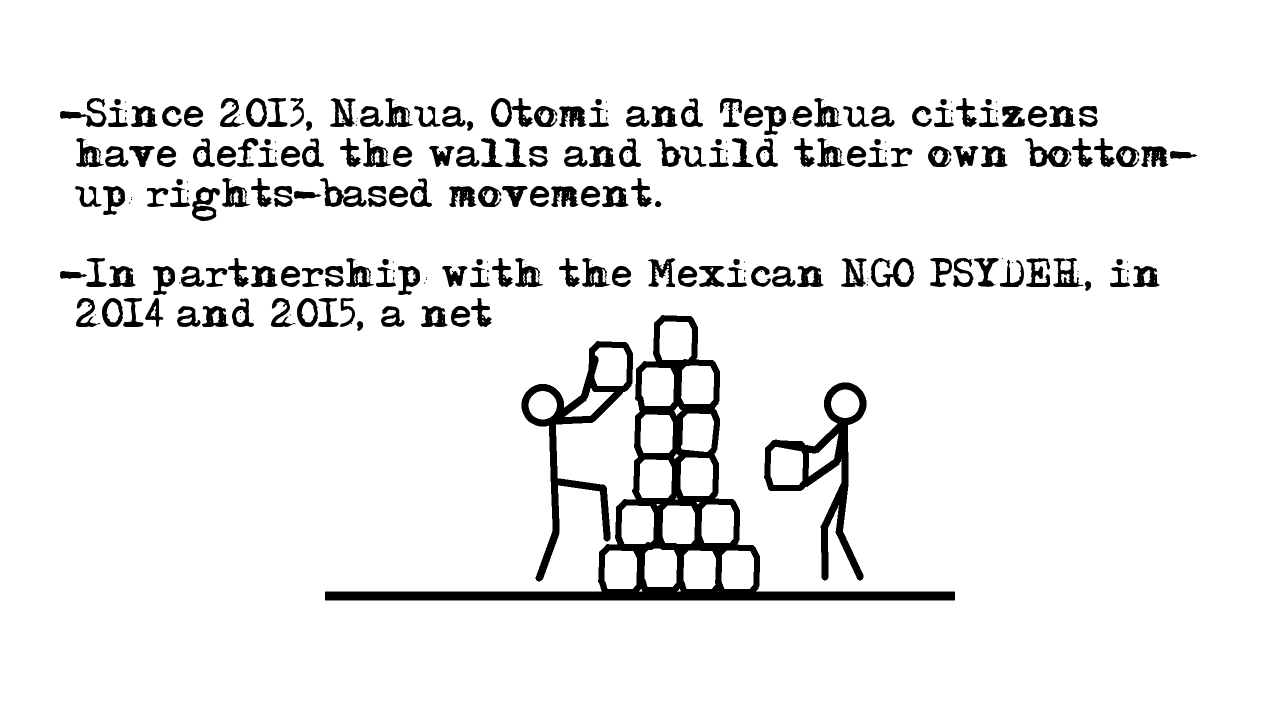 -Since 2013, Nahua, Otomi and Tepehua citizens
have defied the walls and build their own bottom-
up rights-based movement.
-In partnership with the Mexican NGO PSYDEH, in
2014 and 2015, a net